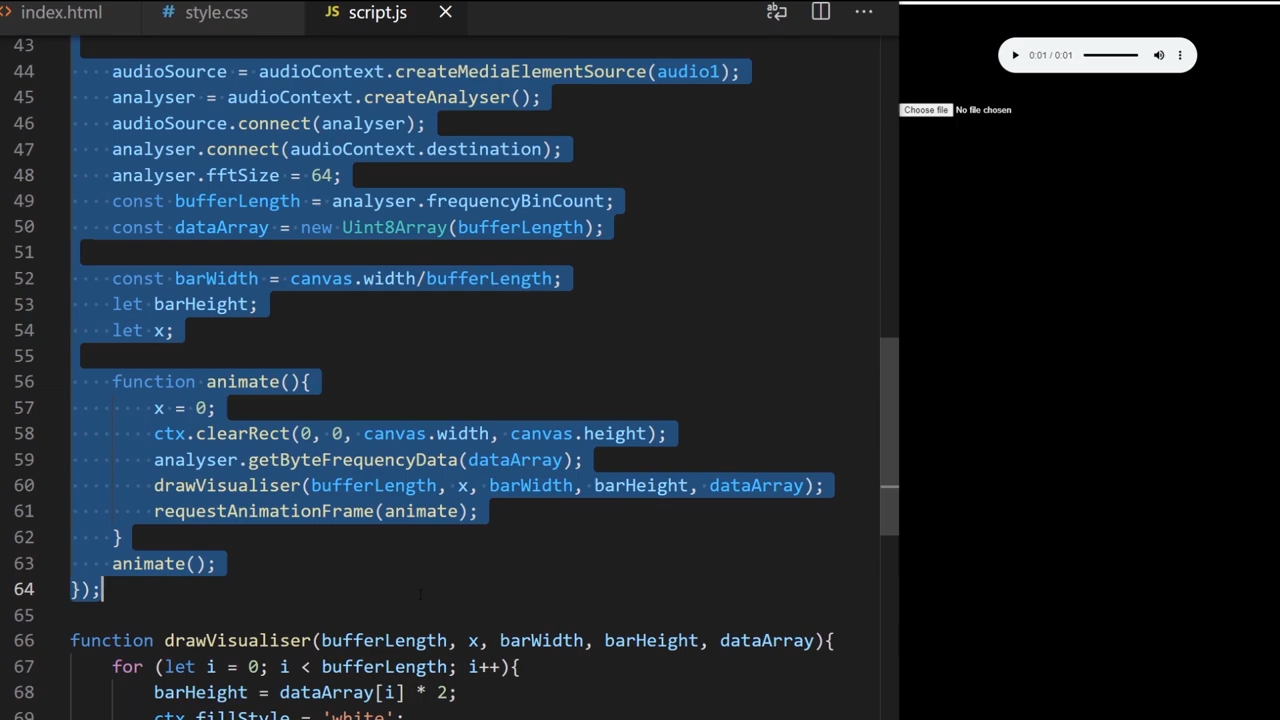 index.html
# style.css
JS script.js
43
44 audioSource = audioContext.createMediaElementSource(audio1);
45 analyser = audioContext.createAnalyser();
46 audioSource.connect(analyser);
47 analyser.connect(audioContext.destination);
48 analyser.fftSize = 64;
49 const bufferLength = analyser.frequencyBinCount;
50 const dataArray = new Uint8Array(bufferLength);
51
52 const barWidth = canvas.width/bufferLength;
53 let barHeight;
54 let x;
55
56 function animate(){
57 x = 0;
58 ctx.clearRect(0, 0, canvas.width, canvas.height);
59 analyser.getByteFrequencyData(dataArray);
60 drawVisualiser(bufferLength, x, barWidth, barHeight, dataArray);
61 requestAnimationFrame(animate);
62 }
63 animate();
64 });
65
66 function drawVisualiser(bufferLength, x, barWidth, barHeight, dataArray){
67 for (let i = 0; i < bufferLength; i++){
68 barHeight = dataArray[i] * 2;
69 ctx.fillStyle = 'white';
0:01 / 0:01
Choose file No file chosen